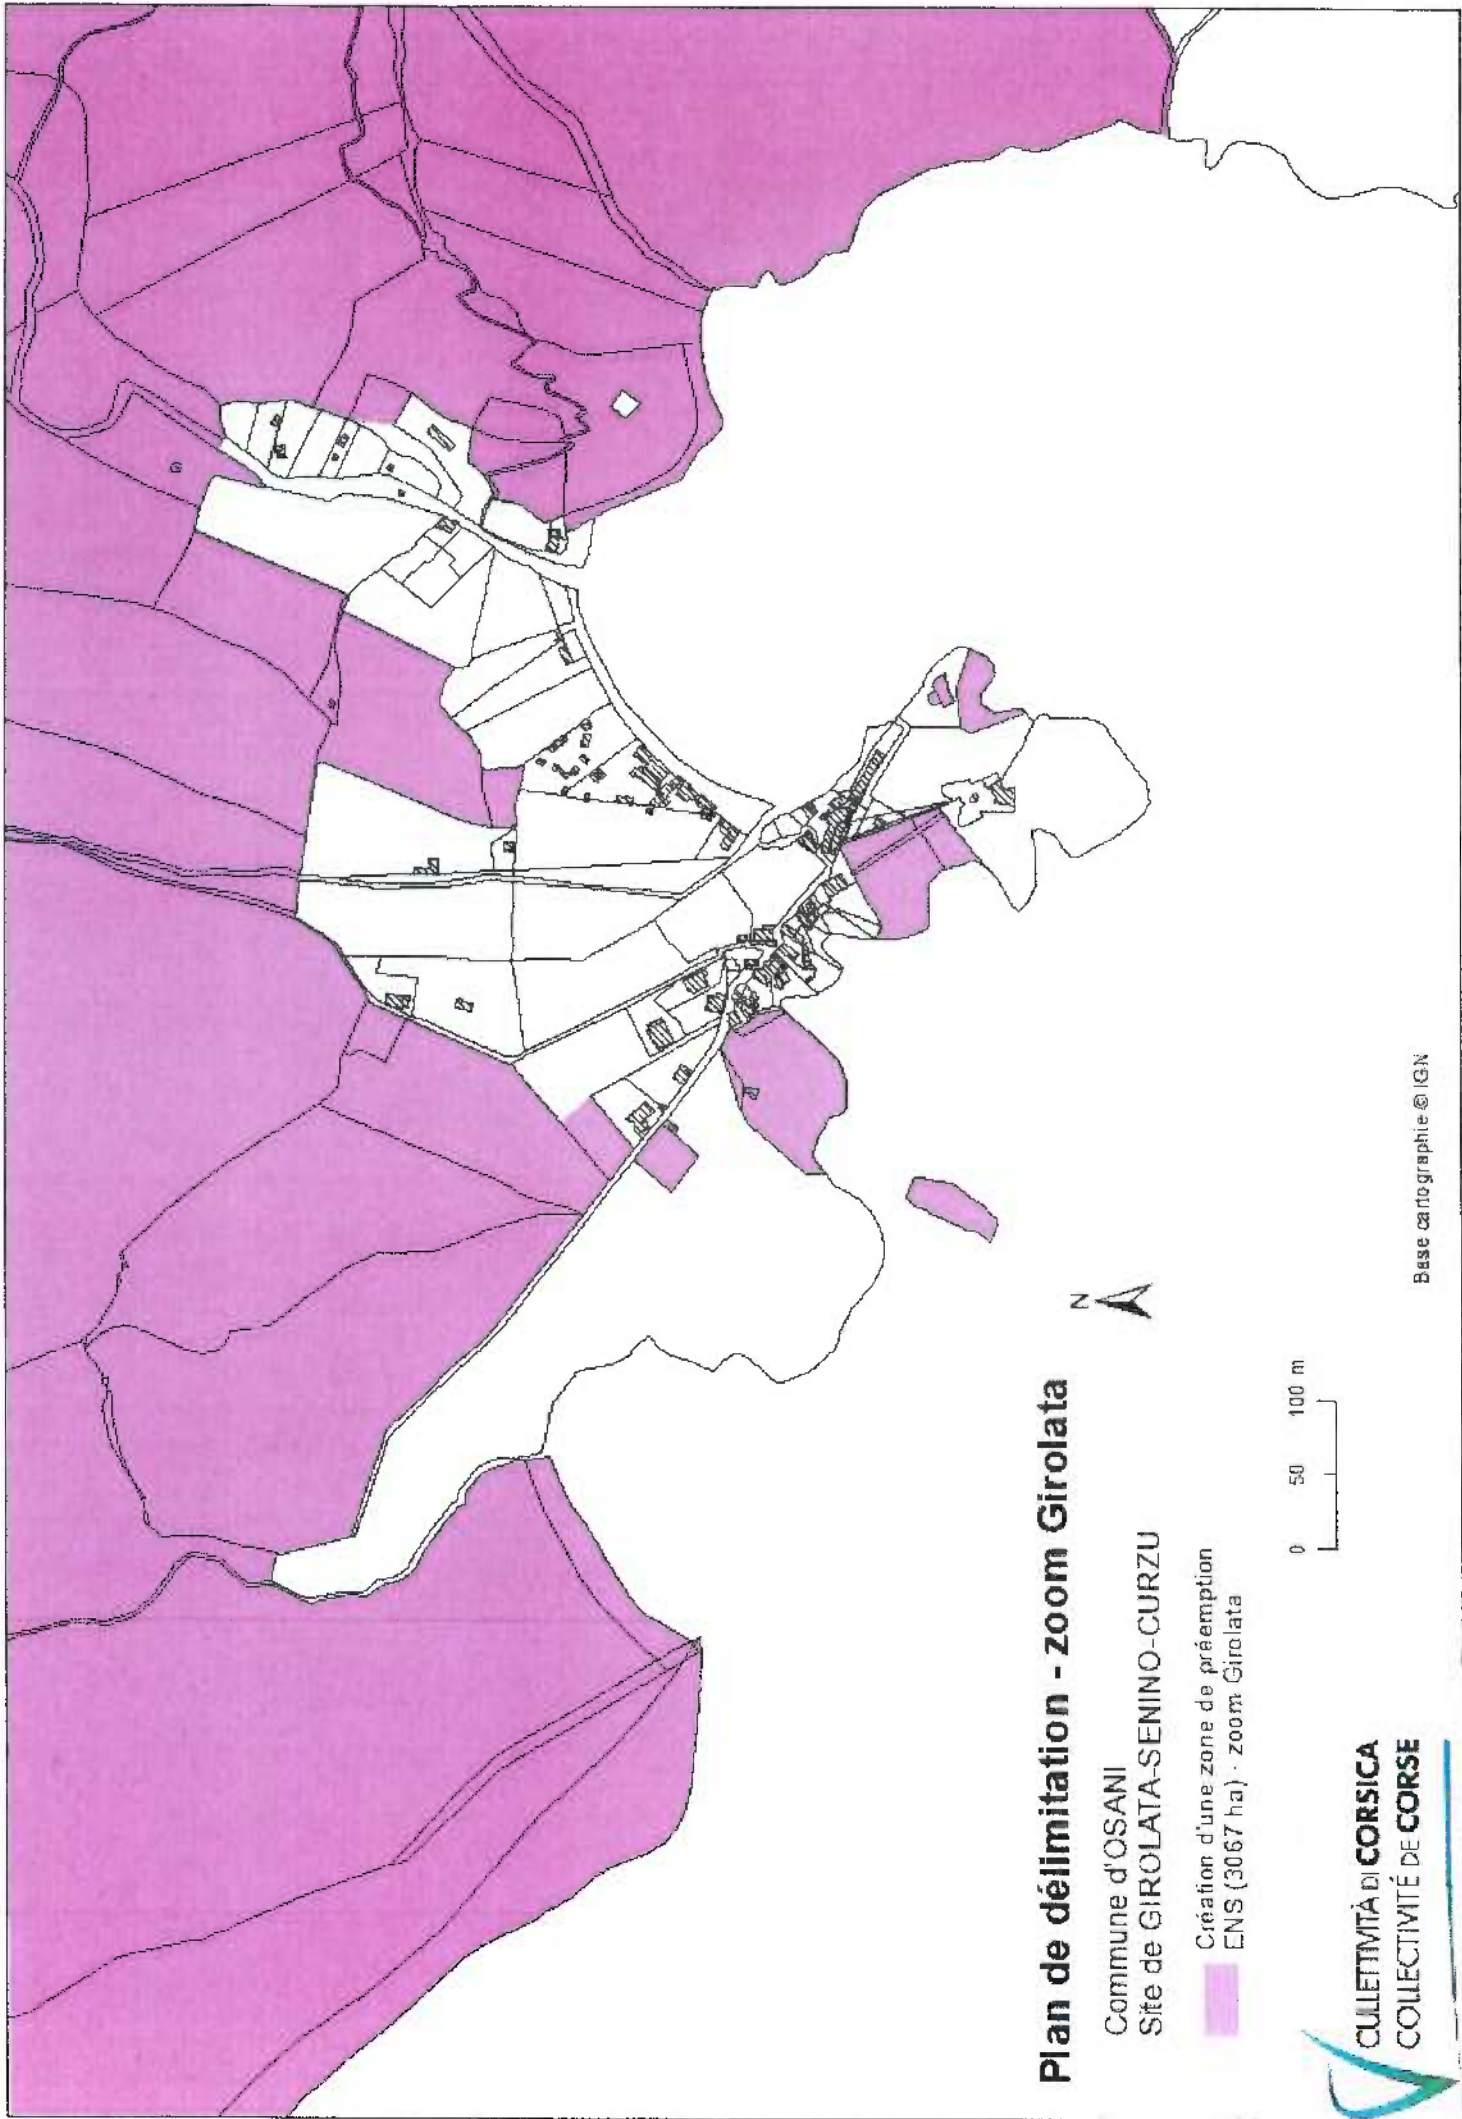 Plan de délimitation - zoom Girolata
Commune d'OSANI
Site de GIROLATA-SENINO-CURZU
Création d'une zone de préemption
ENS (3067 ha) - zoom Girolata
N
0 50 100 m
CULLETTIVITÀ DI CORSICA
COLLECTIVITÉ DE CORSE
Base cartographie © IGN